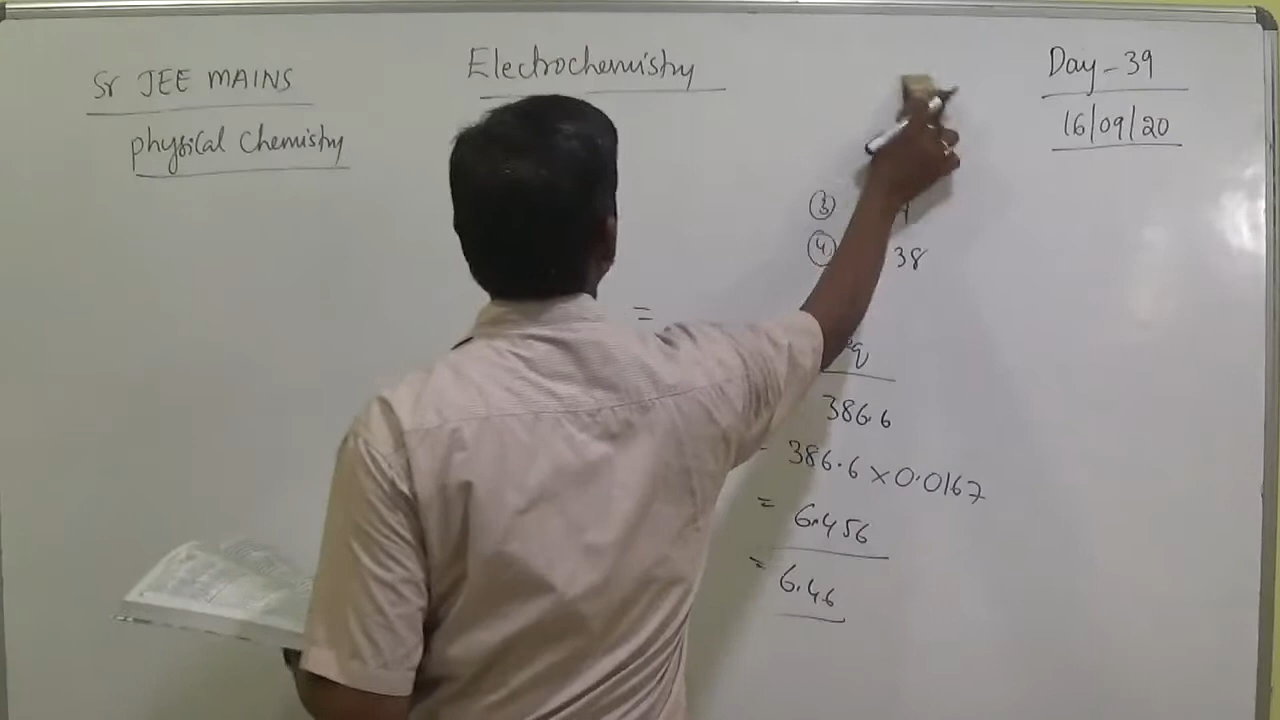 Sr JEE MAINS
Physical Chemistry
Electrochemistry
Day - 39
16/09/20
③
④ 38
=
eq
386.6
- 386.6 × 0.0167
= 6.456
= 6.46